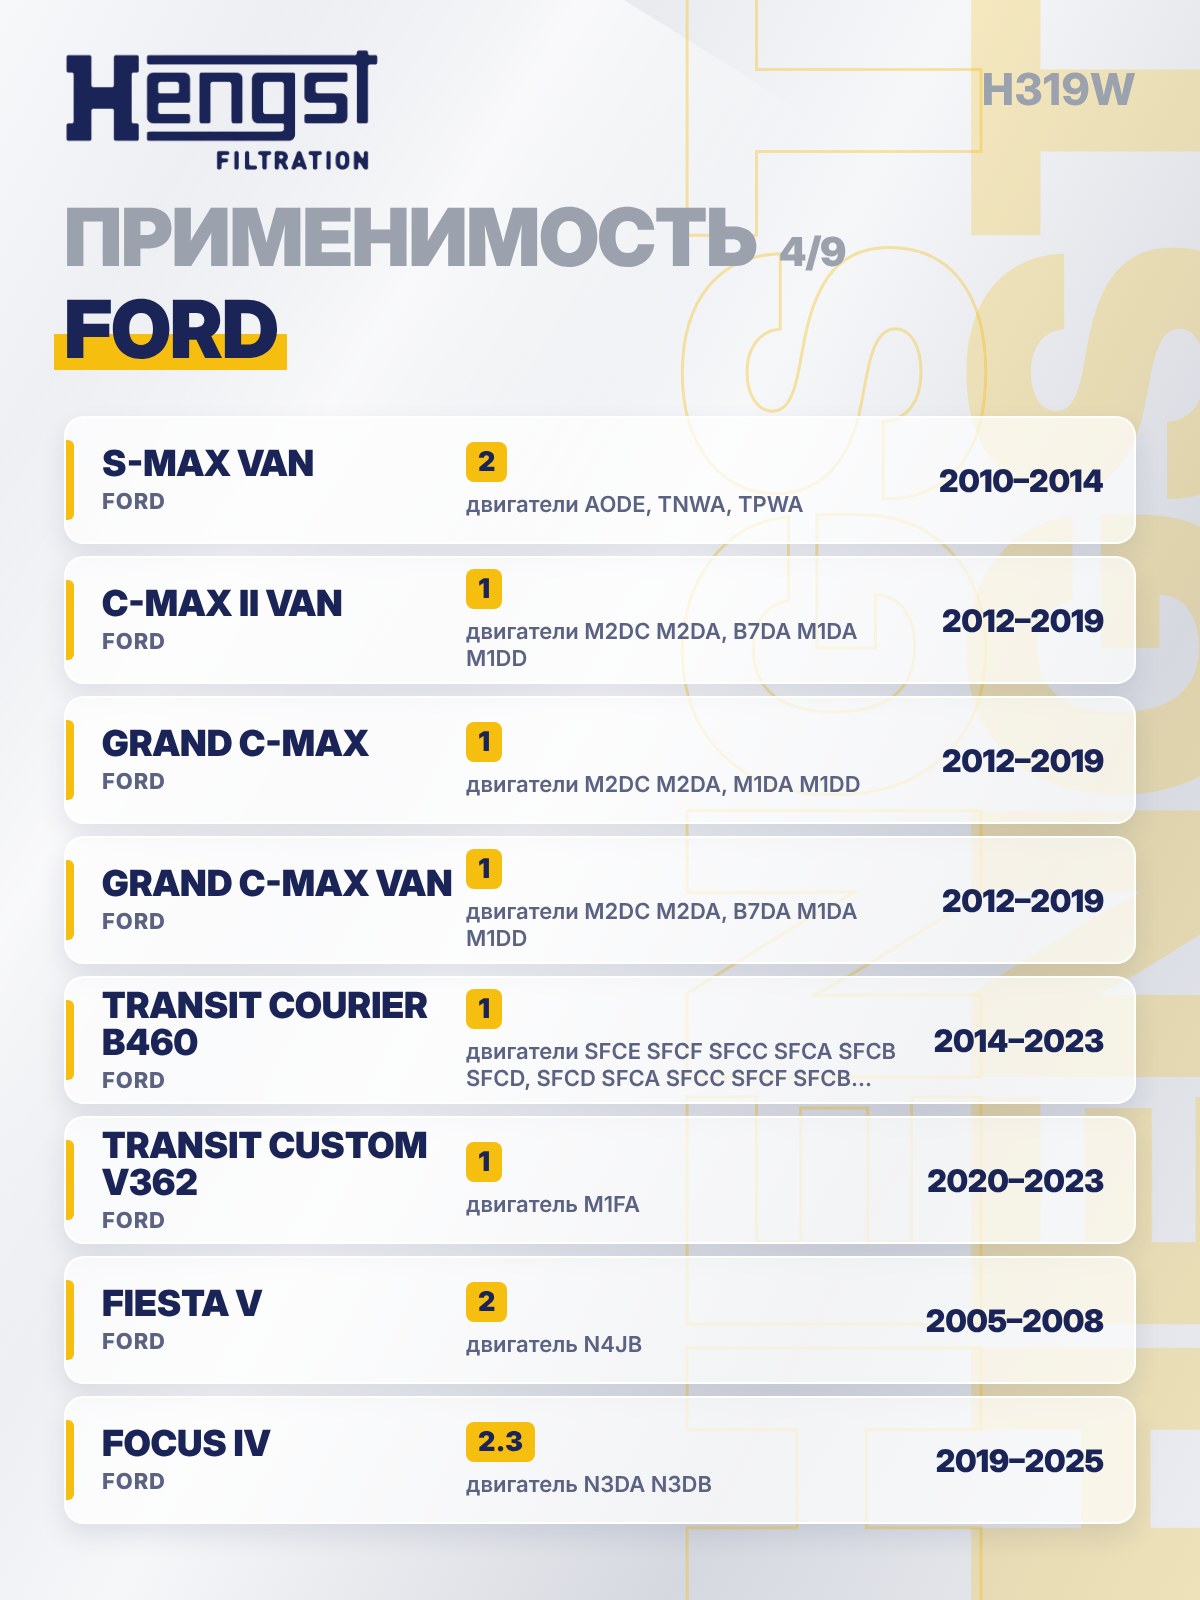 Hengst
FILTRATION
H319W
ПРИМЕНИМОСТЬ 4/9
FORD
S-MAX VAN
FORD
2
двигатели AODE, TNWA, TPWA
2010–2014
C-MAX II VAN
FORD
1
двигатели M2DC M2DA, B7DA M1DA
M1DD
2012–2019
GRAND C-MAX
FORD
1
двигатели M2DC M2DA, M1DA M1DD
2012–2019
GRAND C-MAX VAN
FORD
1
двигатели M2DC M2DA, B7DA M1DA
M1DD
2012–2019
TRANSIT COURIER
B460
FORD
1
двигатели SFCE SFCF SFCC SFCA SFCB
SFCD, SFCD SFCA SFCC SFCF SFCB...
2014–2023
TRANSIT CUSTOM
V362
FORD
1
двигатель M1FA
2020–2023
FIESTA V
FORD
2
двигатель N4JB
2005–2008
FOCUS IV
FORD
2.3
двигатель N3DA N3DB
2019–2025
HENGST
HENGST